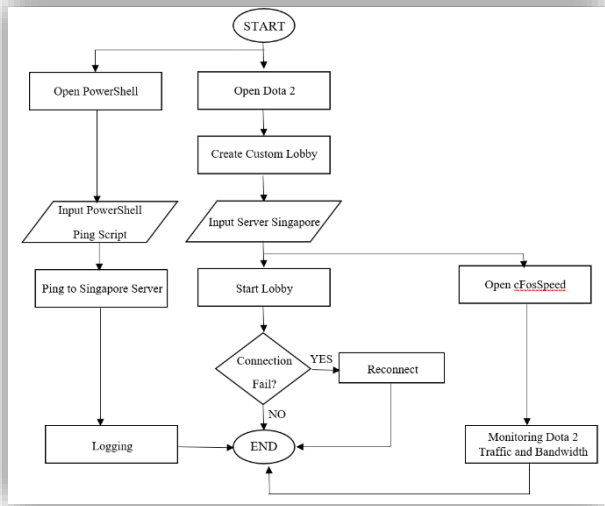 START
Open PowerShell
Open Dota 2
Create Custom Lobby
Input PowerShell
Ping Script
Input Server Singapore
Ping to Singapore Server
Start Lobby
Open cFosSpeed
Connection
Fail?
YES
Reconnect
NO
Logging
END
Monitoring Dota 2
Traffic and Bandwidth